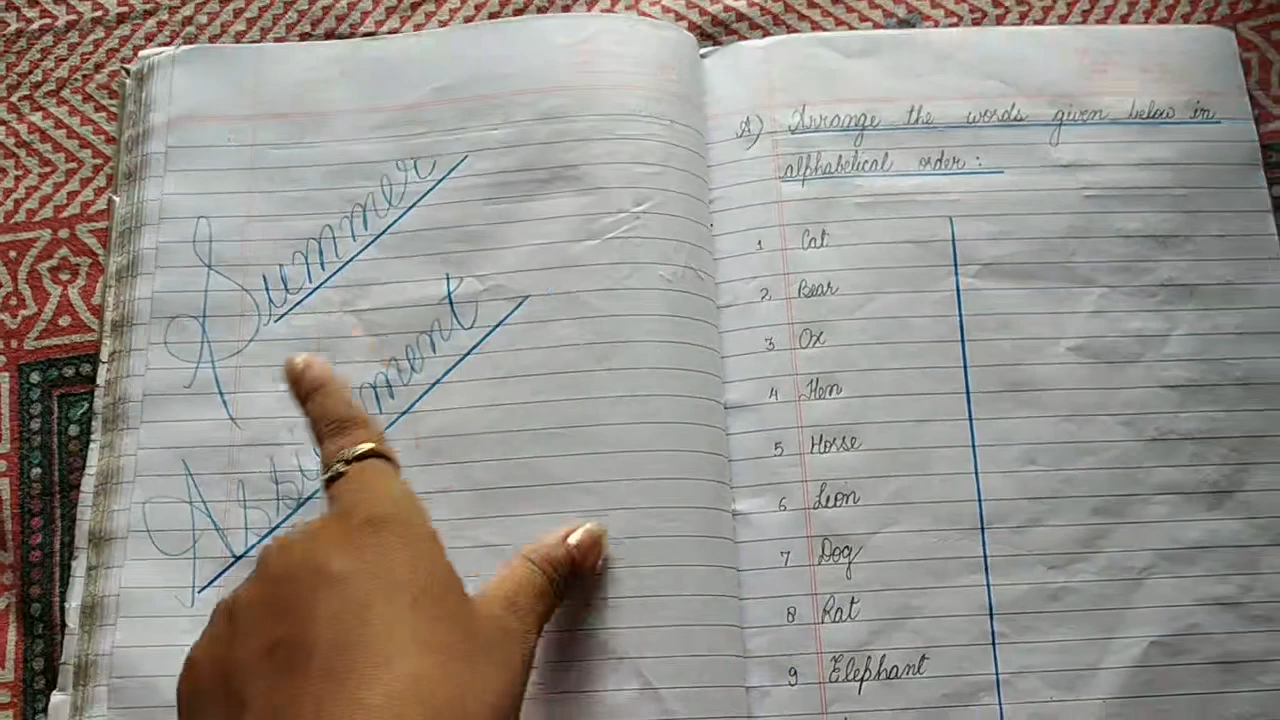 Summer
A) Arrange the words given below in
alphabetical order :
1 Cat
2 Bear
3 Ox
4 Hen
5 Horse
6 Lion
7 Dog
8 Rat
9 Elephant